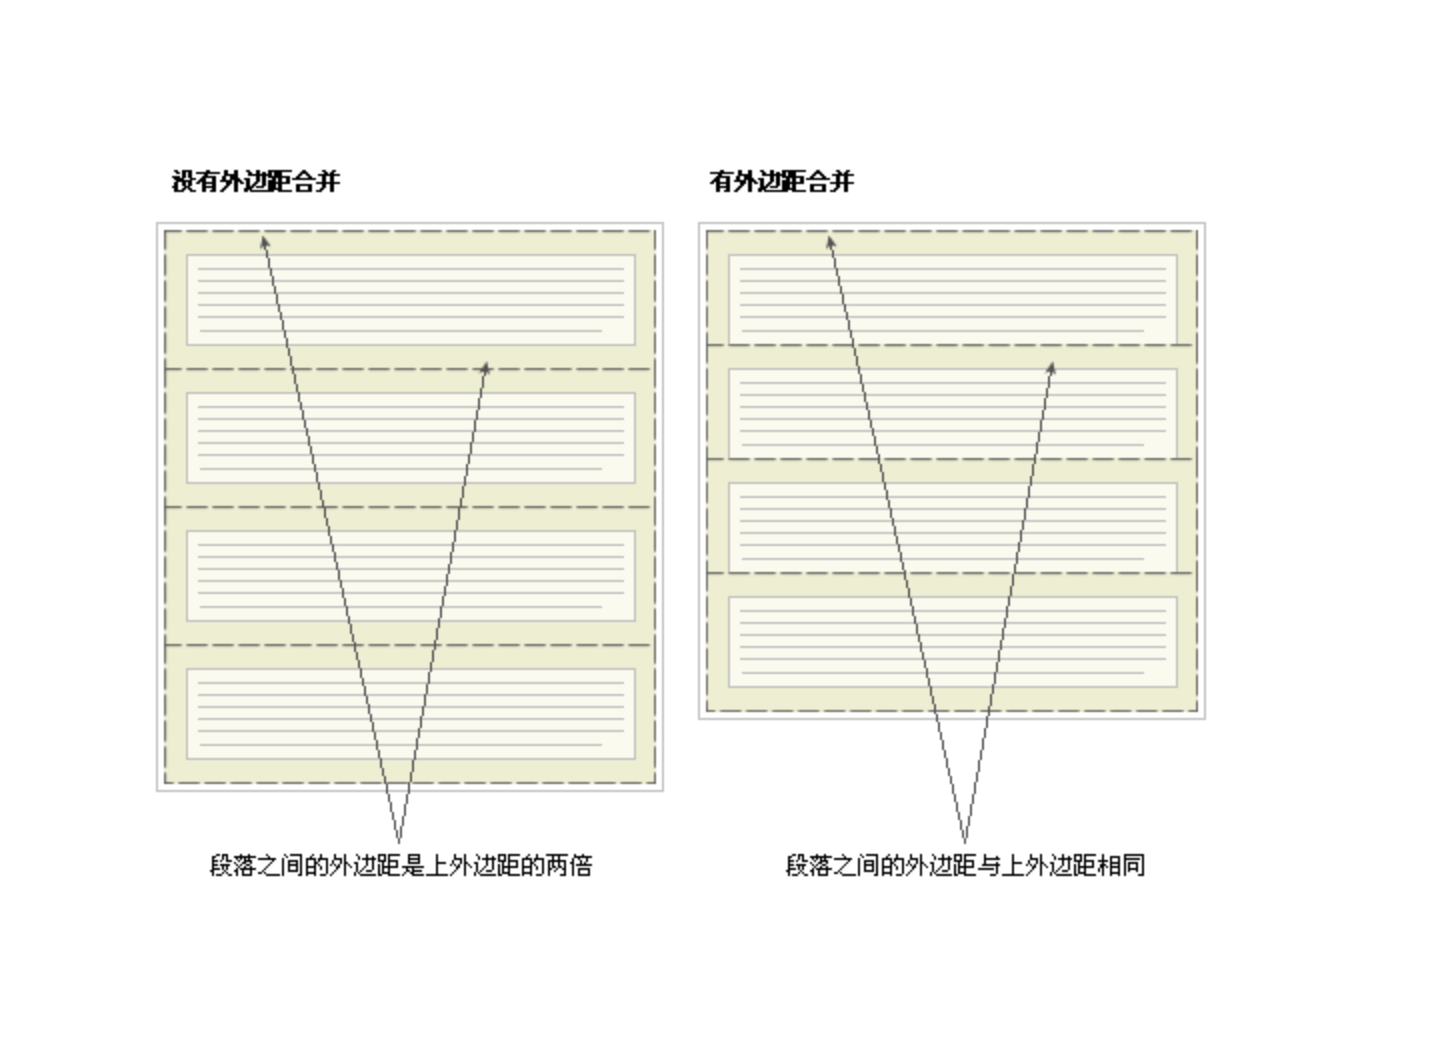 没有外边距合并
有外边距合并
段落之间的外边距是上外边距的两倍
段落之间的外边距与上外边距相同